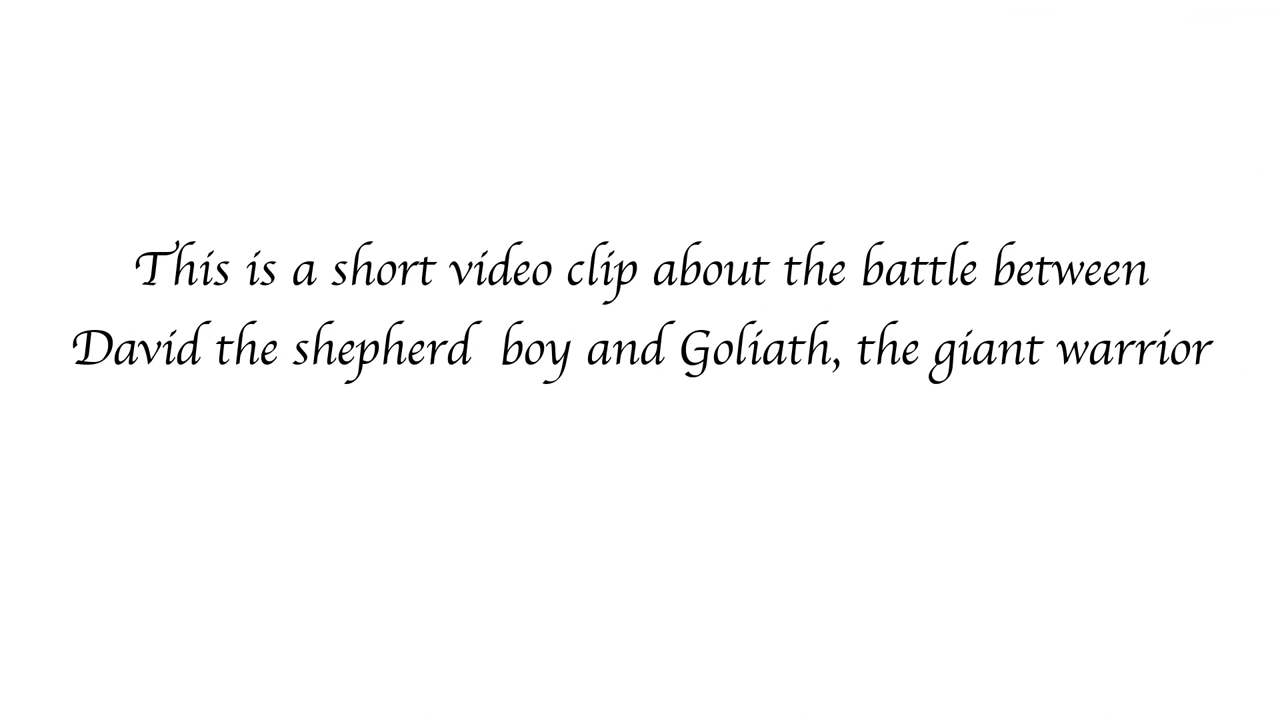 This is a short video clip about the battle between
David the shepherd  boy and Goliath, the giant warrior